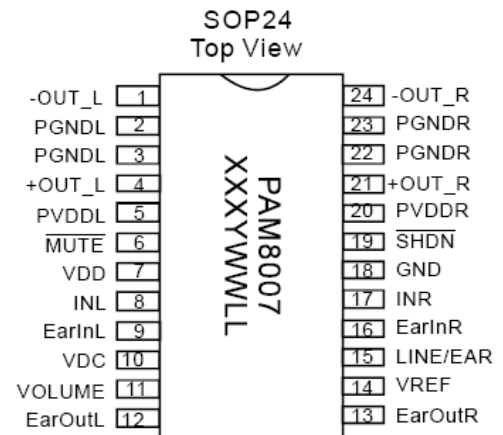 SOP24
Top View
-OUT_L 1
PGNDL 2
PGNDL 3
+OUT_L 4
PVDDL 5
MUTE 6
VDD 7
INL 8
EarInL 9
VDC 10
VOLUME 11
EarOutL 12
PAM8007
XXXYWWLL
24 -OUT_R
23 PGNDR
22 PGNDR
21 +OUT_R
20 PVDDR
19 SHDN
18 GND
17 INR
16 EarInR
15 LINE/EAR
14 VREF
13 EarOutR